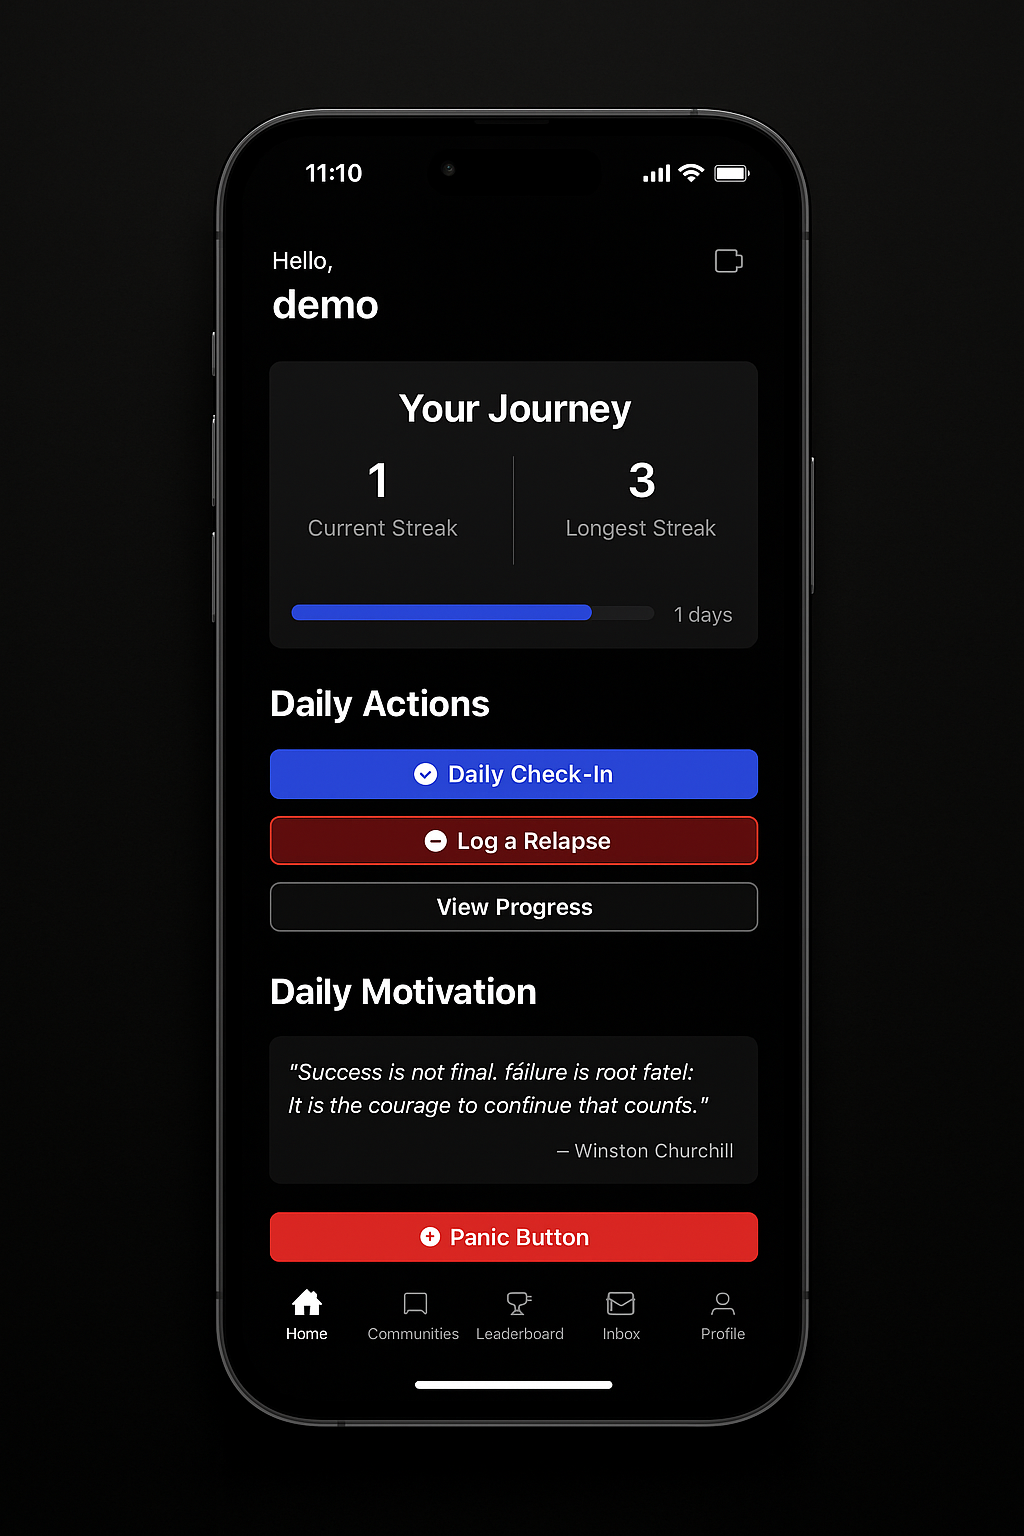 11:10
Hello,
demo
Your Journey
1
Current Streak
3
Longest Streak
1 days
Daily Actions
Daily Check-In
Log a Relapse
View Progress
Daily Motivation
"Success is not final. fáilure is root fatel:
It is the courage to confinue that counfs."
– Winston Churchill
Panic Button
Home
Communities
Leaderboard
Inbox
Profile